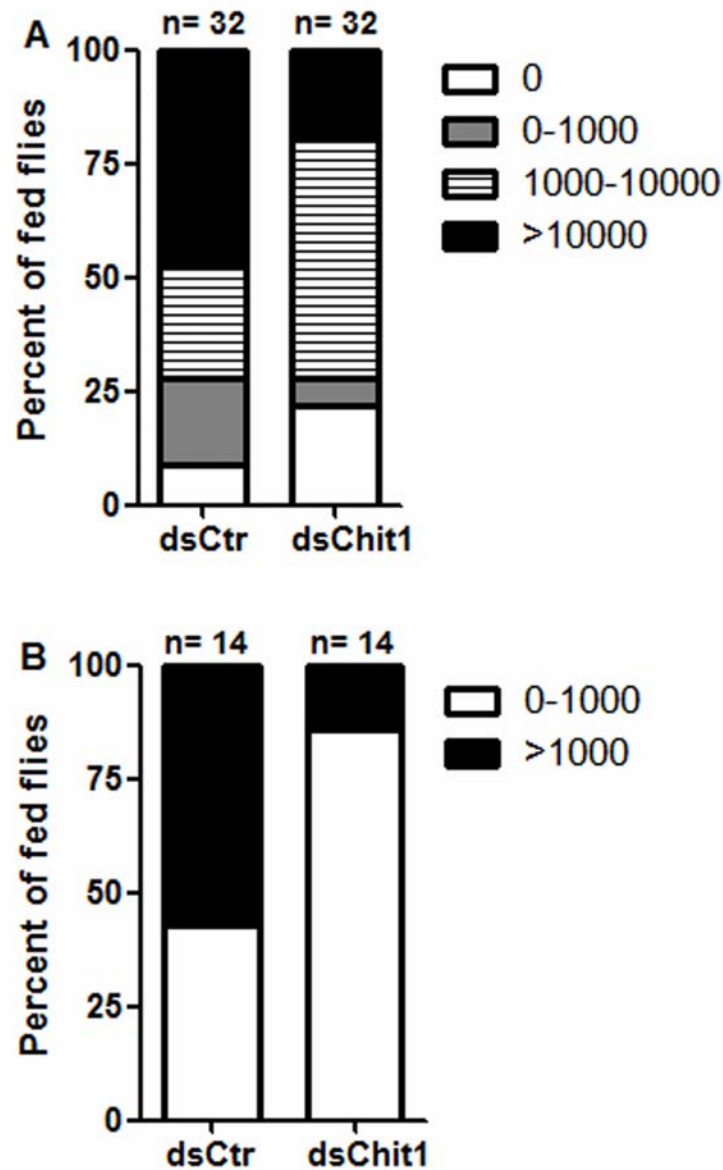 A
n= 32 n= 32
100
75
50
25
0
Percent of fed flies
dsCtr dsChit1
0
0-1000
1000-10000
>10000
B
n= 14 n= 14
100
75
50
25
0
Percent of fed flies
dsCtr dsChit1
0-1000
>1000